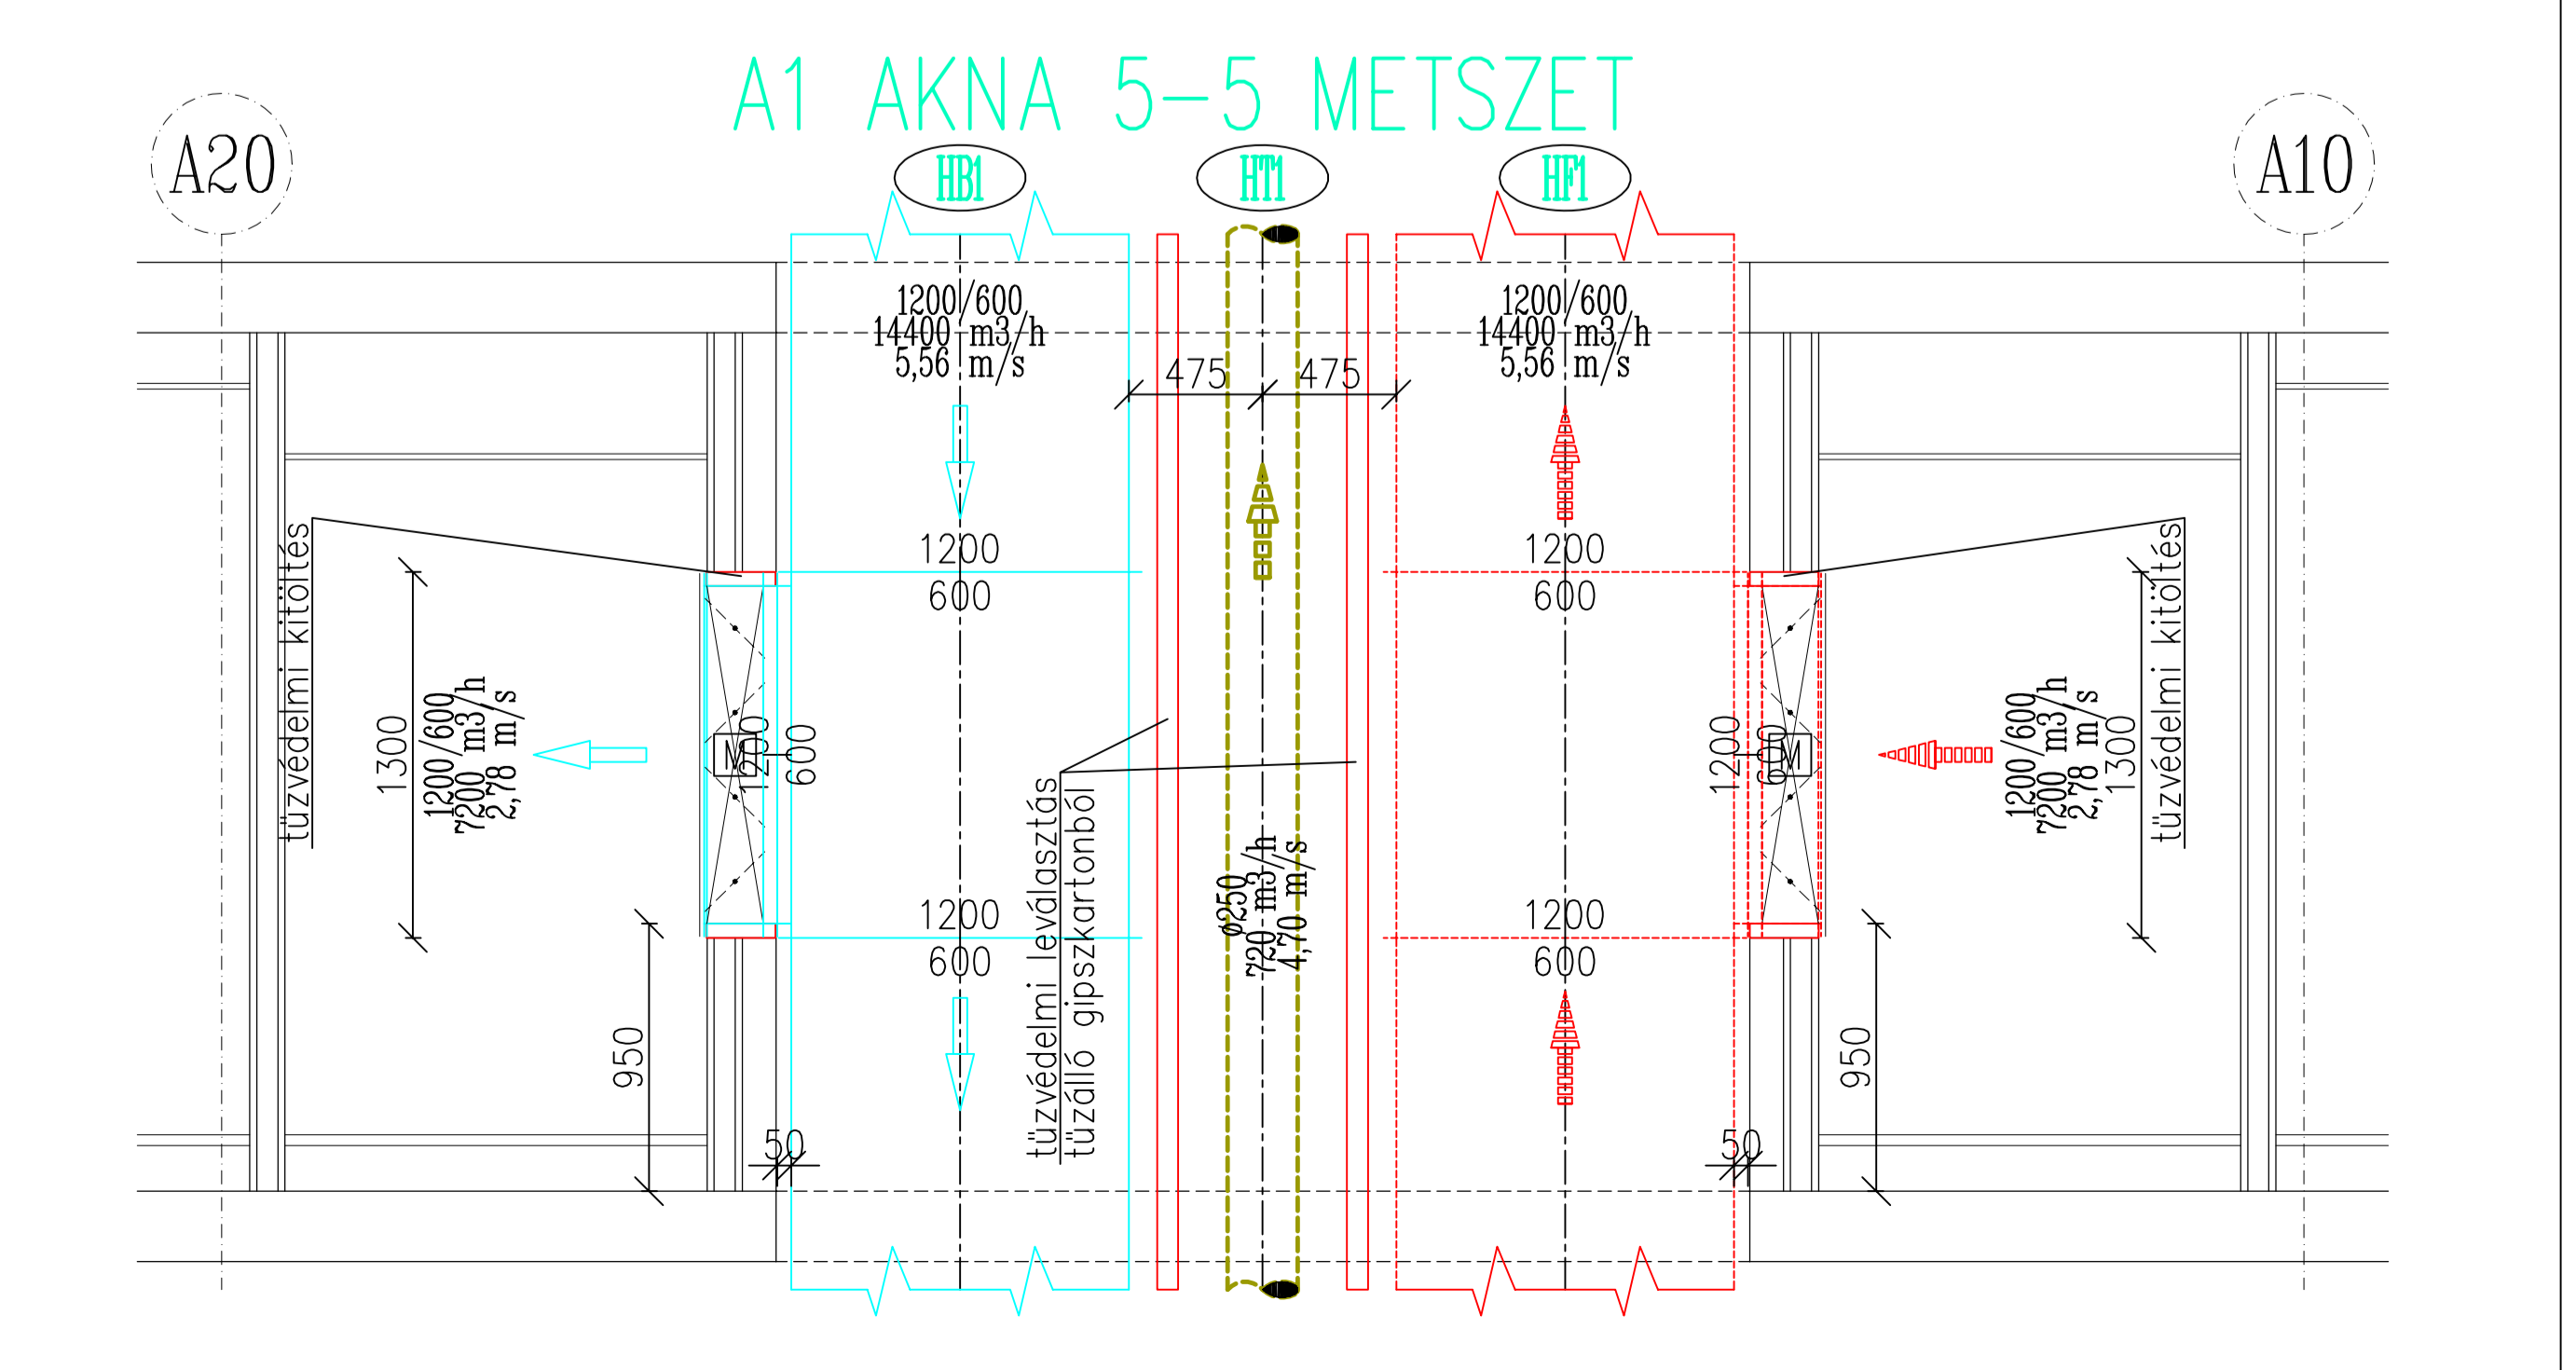 A1 AKNA 5-5 METSZET
A20
HB1
HT1
HF1
A10
1200/600
14400 m3/h
5,56 m/s
1200/600
14400 m3/h
5,56 m/s
475
475
1200
600
1200
600
tűzvédelmi kitöltés
1300
1200/600
7200 m3/h
2,78 m/s
M
1200
600
1200
600
M
1200/600
7200 m3/h
2,78 m/s
1300
tűzvédelmi kitöltés
tűzvédelmi leválasztás
tűzálló gipszkartonból
ϕ250
720 m3/h
4,70 m/s
1200
600
1200
600
950
950
50
50